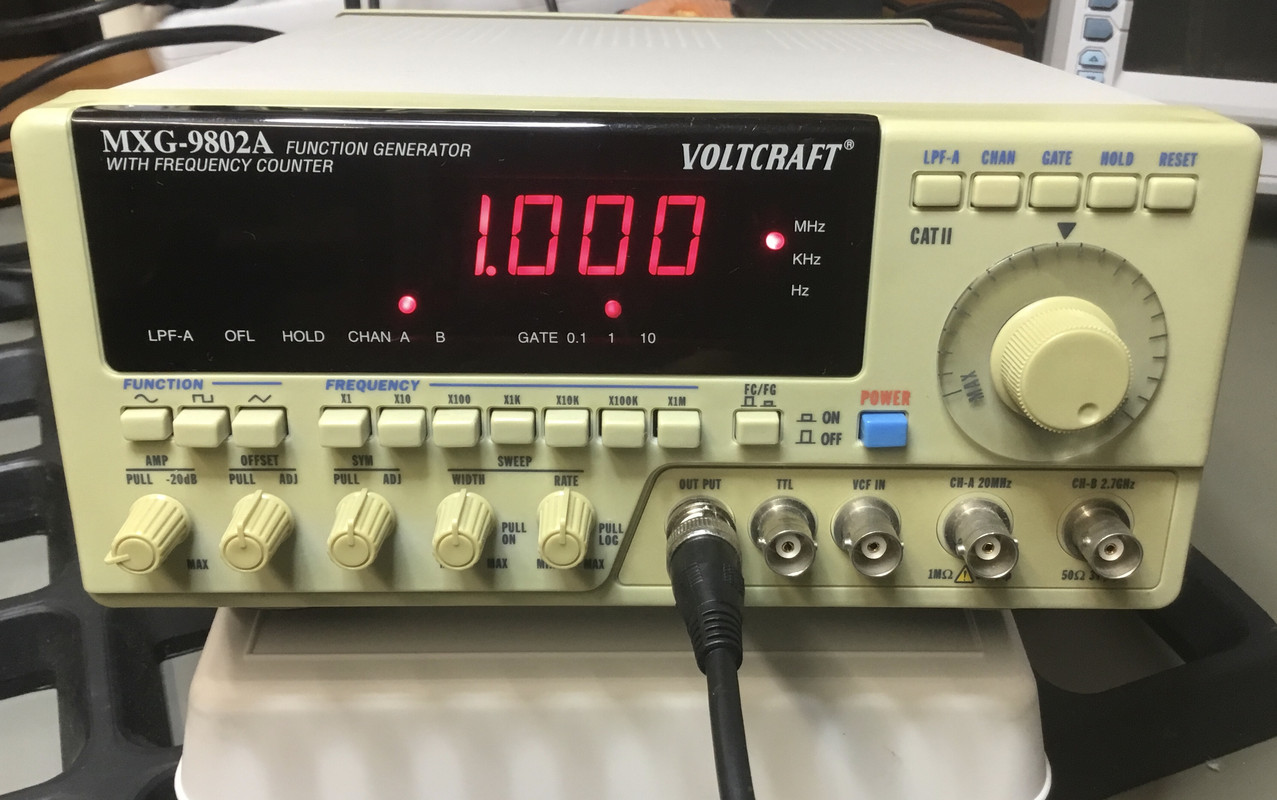 MXG-9802A FUNCTION GENERATOR
WITH FREQUENCY COUNTER
VOLTCRAFT®
1.000
MHz
KHz
Hz
LPF-A OFL HOLD CHAN A B GATE 0.1 1 10
LPF-A CHAN GATE HOLD RESET
CAT II
MAX
FUNCTION
FREQUENCY
X1 X10 X100 X1K X10K X100K X1M
FC/FG
ON
OFF
POWER
AMP OFFSET SYM SWEEP
PULL -20dB PULL ADJ PULL ADJ WIDTH RATE
PULL ON
PULL LOG
MAX MAX MAX
OUT PUT TTL VCF IN CH-A 20MHz CH-B 2.7GHz
1MΩ 50Ω